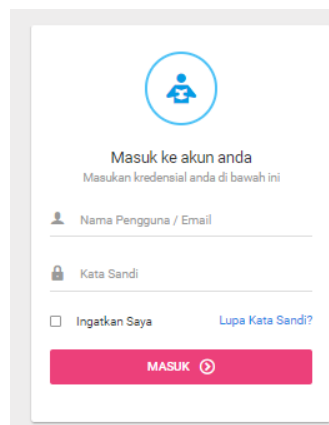 Masuk ke akun anda
Masukan kredensial anda di bawah ini
Nama Pengguna / Email
Kata Sandi
Ingatkan Saya Lupa Kata Sandi?
MASUK